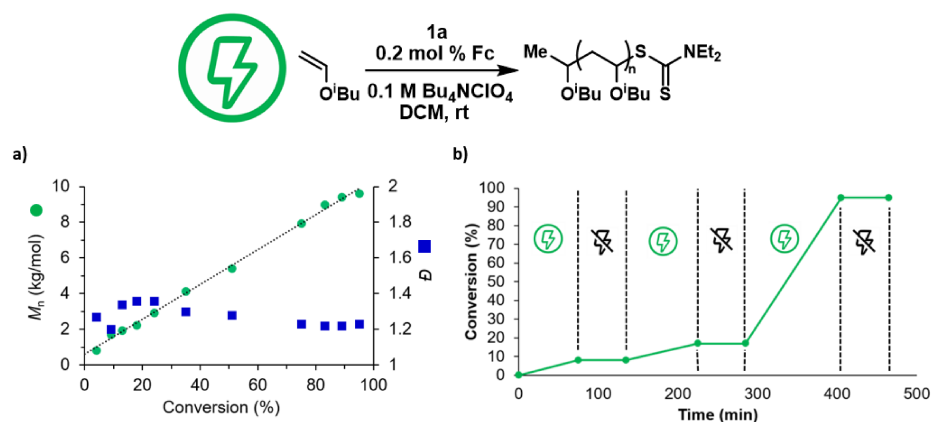 1a
0.2 mol % Fc
0.1 M Bu₄NClO₄
DCM, rt
OⁱBu
Me
n
S
NEt₂
OⁱBu OⁱBu
S
a)
b)
Mₙ (kg/mol)
10
8
6
4
2
0
2
1.8
1.6
1.4
1.2
1
Đ
0 20 40 60 80 100
Conversion (%)
Conversion (%)
100
90
80
70
60
50
40
30
20
10
0
0 100 200 300 400 500
Time (min)